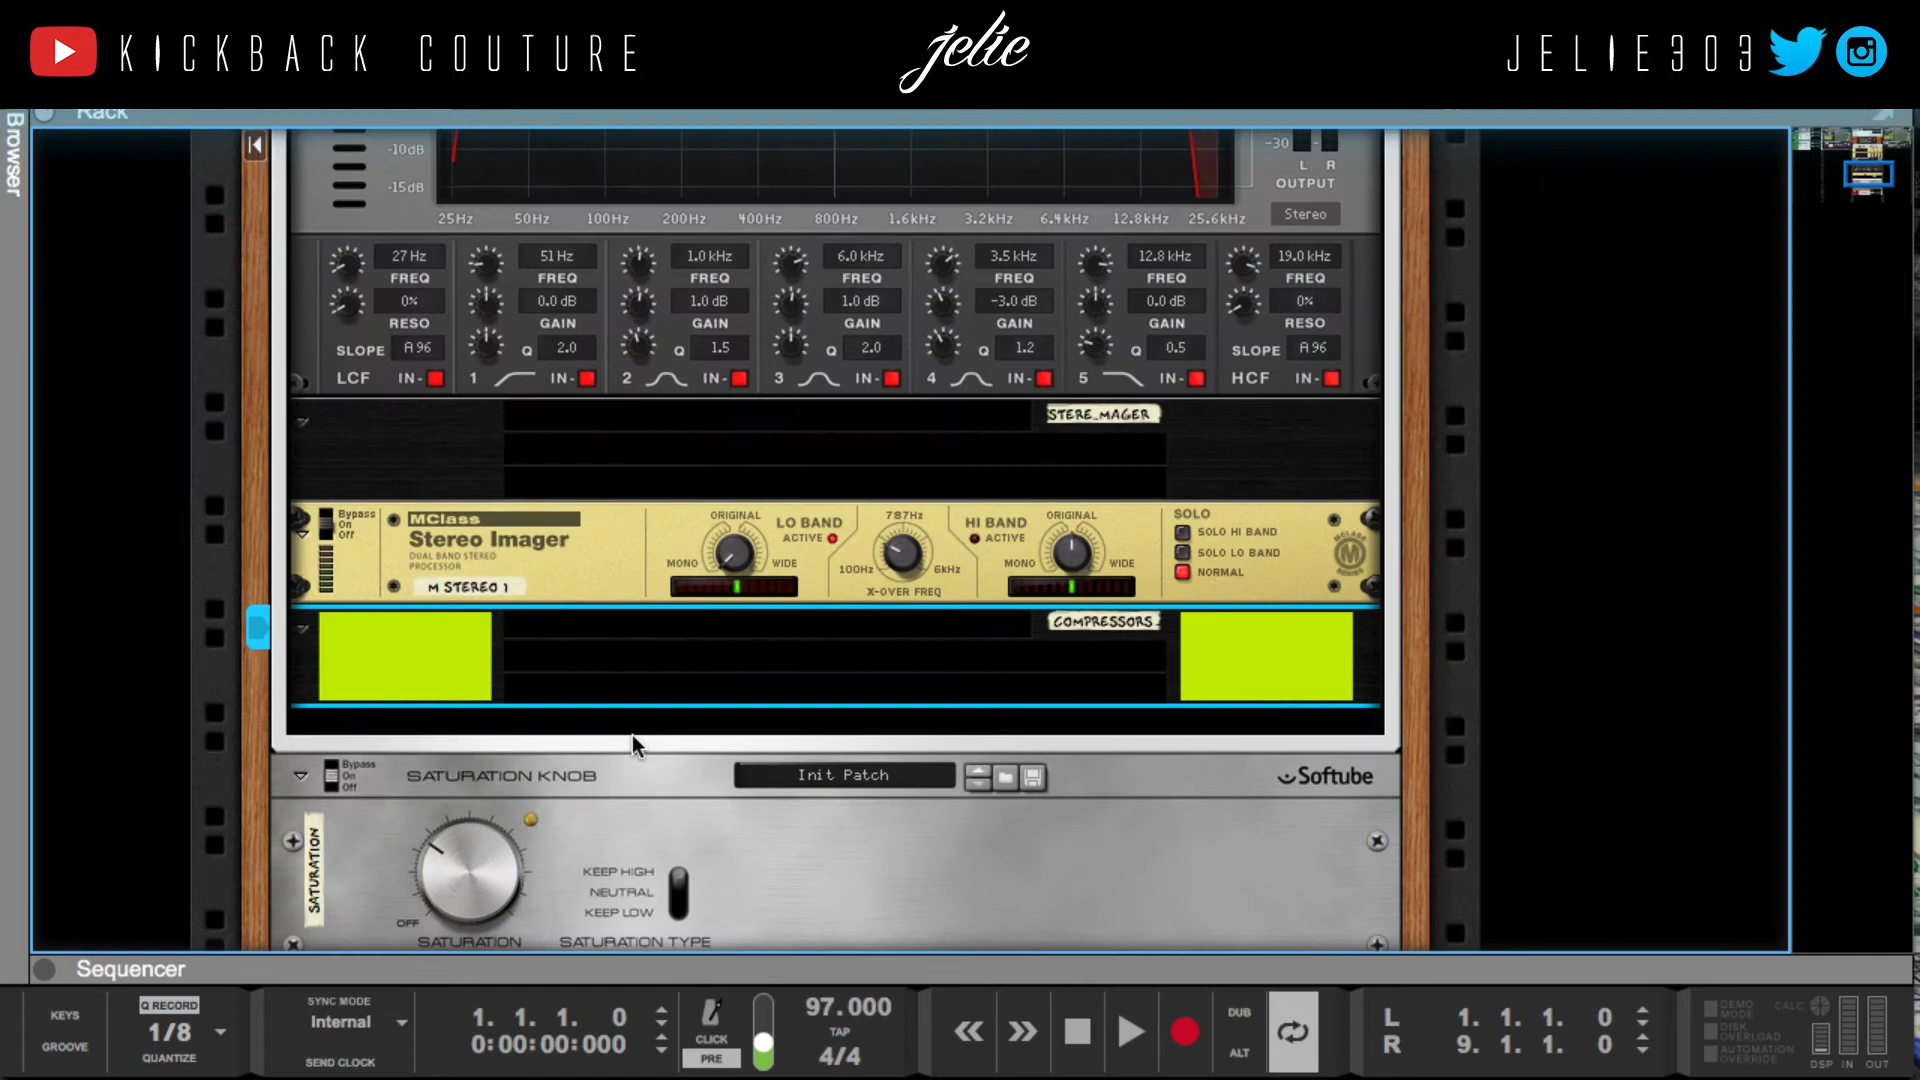 KICKBACK COUTURE
jelie
JELIE303
Rack
Browser
-10dB
-15dB
-30 - -
L R
OUTPUT
Stereo
25Hz 50Hz 100Hz 200Hz 400Hz 800Hz 1.6kHz 3.2kHz 6.4kHz 12.8kHz 25.6kHz
27 Hz 51 Hz 1.0 kHz 6.0 kHz 3.5 kHz 12.8 kHz 19.0 kHz
FREQ FREQ FREQ FREQ FREQ FREQ FREQ
0% 0.0 dB 1.0 dB 1.0 dB -3.0 dB 0.0 dB 0%
RESO GAIN GAIN GAIN GAIN GAIN RESO
SLOPE A 96 Q 2.0 Q 1.5 Q 2.0 Q 1.2 Q 0.5 SLOPE A 96
LCF IN- 1 IN- 2 IN- 3 IN- 4 IN- 5 IN- HCF IN-
STERE_MAGER
Bypass
On
Off
MClass
Stereo Imager
DUAL BAND STEREO
PROCESSOR
M STEREO 1
ORIGINAL
LO BAND
ACTIVE
MONO WIDE
787Hz
100Hz 6kHz
X-OVER FREQ
HI BAND
ACTIVE
ORIGINAL
MONO WIDE
SOLO
SOLO HI BAND
SOLO LO BAND
NORMAL
MCLASS
M
SERIES
COMPRESSORS
Bypass
On
Off
SATURATION KNOB
Init Patch
Softube
SATURATION
OFF
SATURATION
KEEP HIGH
NEUTRAL
KEEP LOW
SATURATION TYPE
Sequencer
KEYS
GROOVE
Q RECORD
1/8
QUANTIZE
SYNC MODE
Internal
SEND CLOCK
1. 1. 1. 0
0:00:00:000
CLICK
PRE
97.000
TAP
4/4
DUB
ALT
L 1. 1. 1. 0
R 9. 1. 1. 0
DEMO MODE
DISK OVERLOAD
AUTOMATION OVERRIDE
CALC
DSP IN OUT